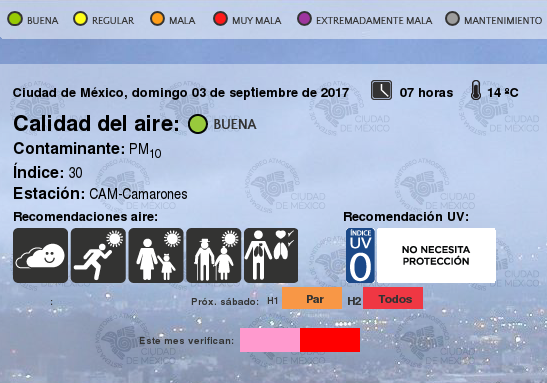 BUENA REGULAR MALA MUY MALA EXTREMADAMENTE MALA MANTENIMIENTO
Ciudad de México, domingo 03 de septiembre de 2017 07 horas 14 ºC
Calidad del aire: BUENA
Contaminante: PM10
Índice: 30
Estación: CAM-Camarones
Recomendaciones aire: Recomendación UV:
ÍNDICE
UV
0
NO NECESITA
PROTECCIÓN
: Próx. sábado: H1 Par H2 Todos
Este mes verifican:
CIUDAD
DE MÉXICO